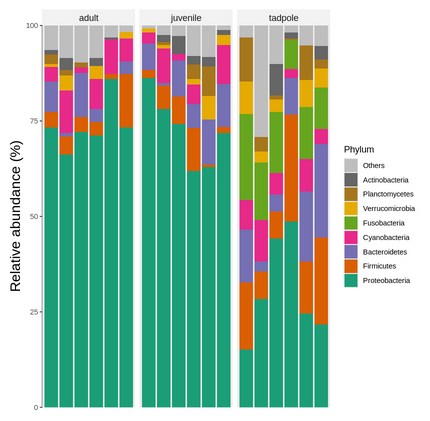 adult juvenile tadpole
100
75
50
25
0
Relative abundance (%)
Phylum
Others
Actinobacteria
Planctomycetes
Verrucomicrobia
Fusobacteria
Cyanobacteria
Bacteroidetes
Firmicutes
Proteobacteria